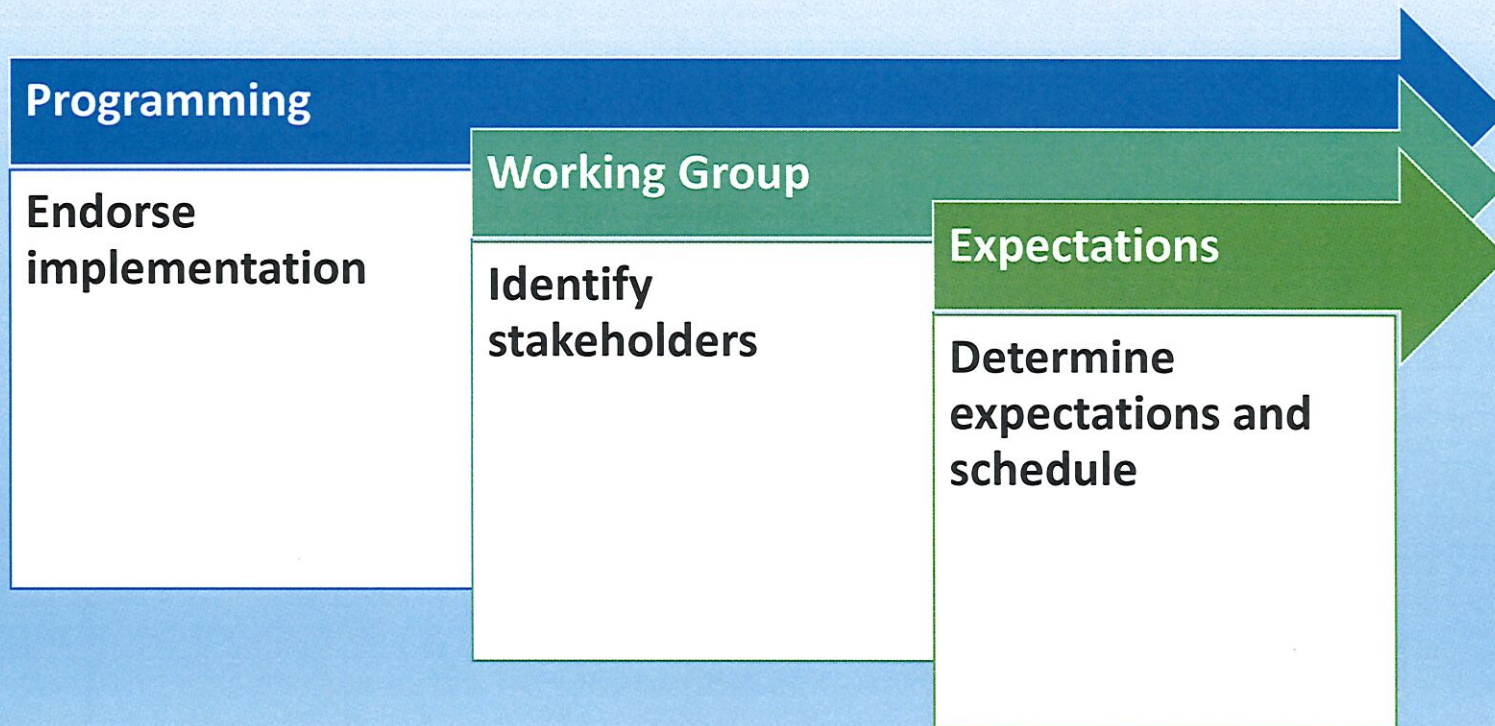 Programming
Endorse
implementation
Working Group
Identify
stakeholders
Expectations
Determine
expectations and
schedule